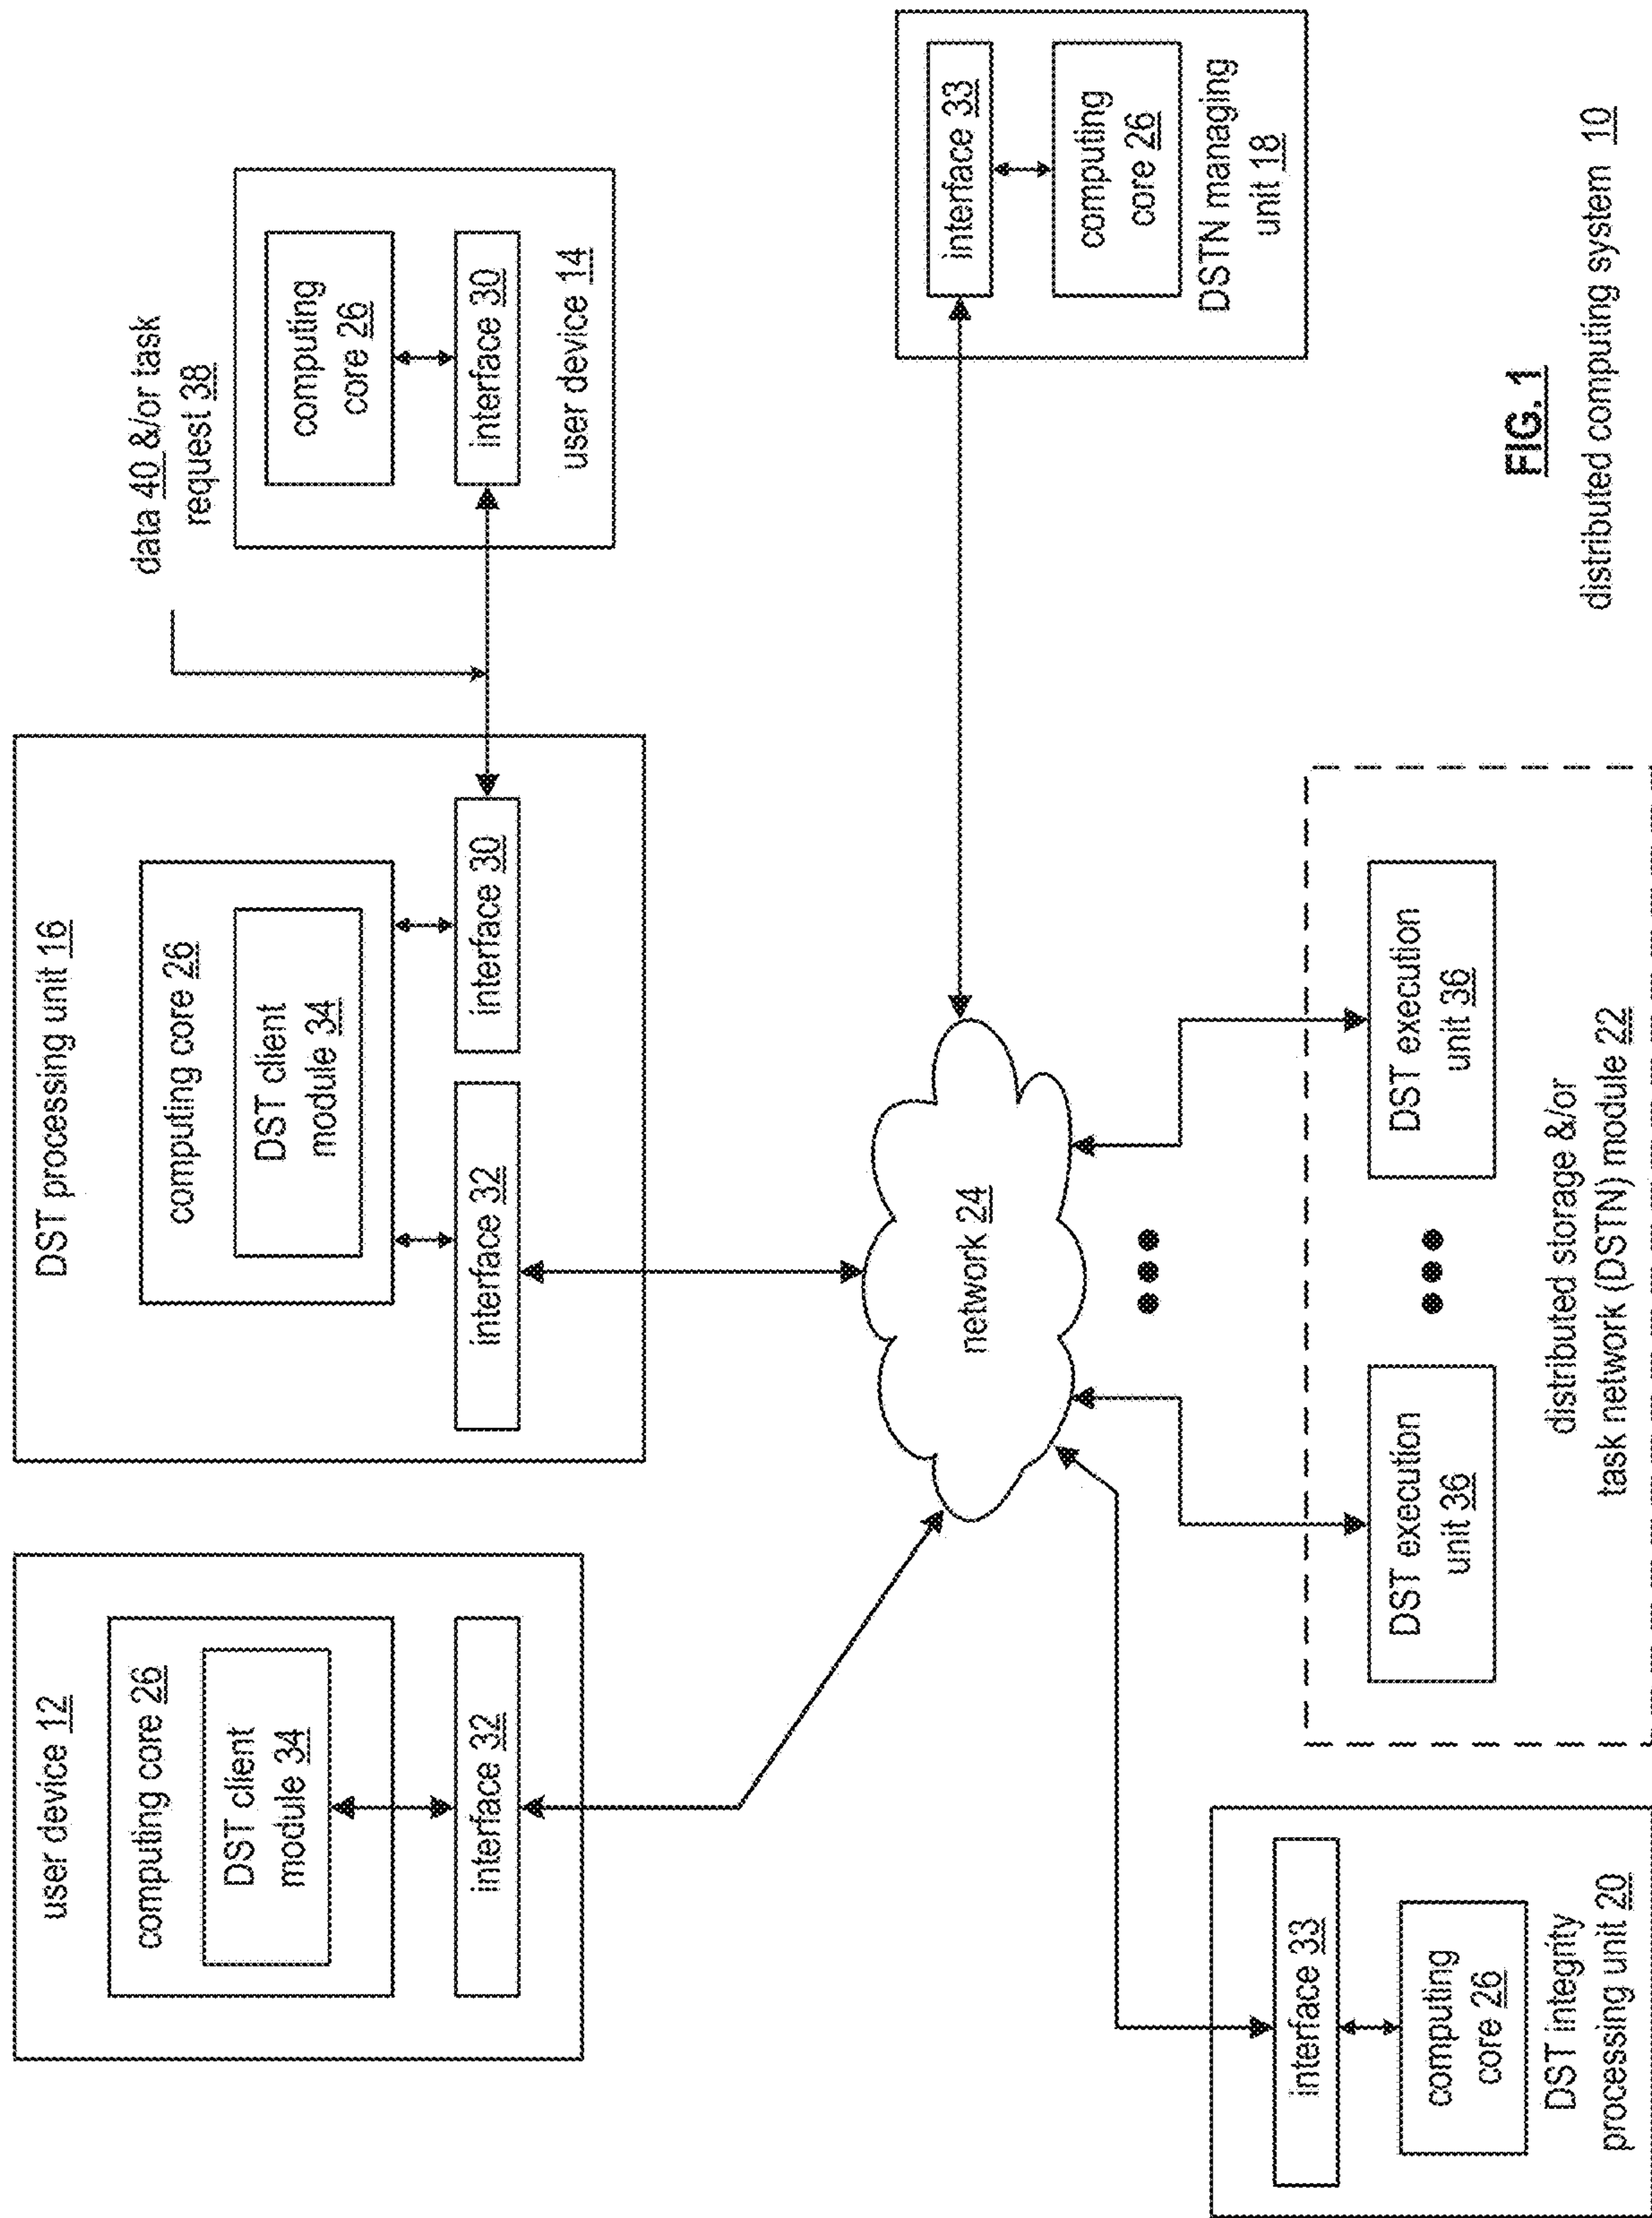 user device 12
computing core 26
DST client
module 34
interface 32
DST processing unit 16
computing core 26
DST client
module 34
interface 32
interface 30
data 40 &/or task
request 38
computing
core 26
interface 30
user device 14
network 24
interface 33
computing
core 26
DSTN managing
unit 18
interface 33
computing
core 26
DST integrity
processing unit 20
DST execution
unit 36
DST execution
unit 36
distributed storage &/or
task network (DSTN) module 22
FIG. 1
distributed computing system 10